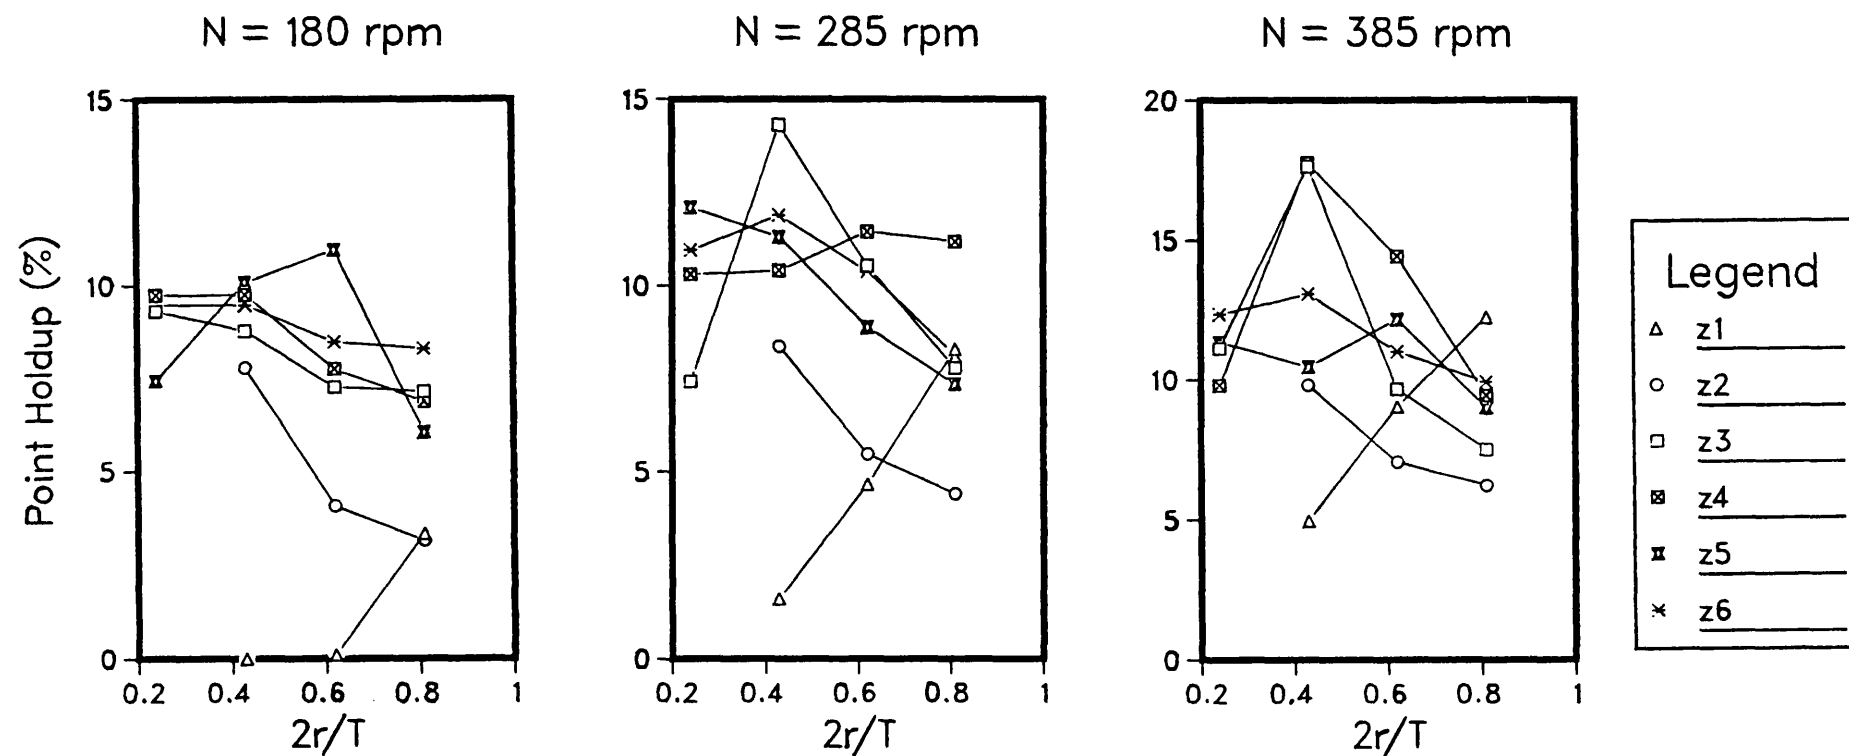 N = 180 rpm
N = 285 rpm
N = 385 rpm
Point Holdup (%)
15
10
5
0
0.2 0.4 0.6 0.8 1
2r/T
15
10
5
0
0.2 0.4 0.6 0.8 1
2r/T
20
15
10
5
0
0.2 0.4 0.6 0.8 1
2r/T
Legend
z1
z2
z3
z4
z5
z6